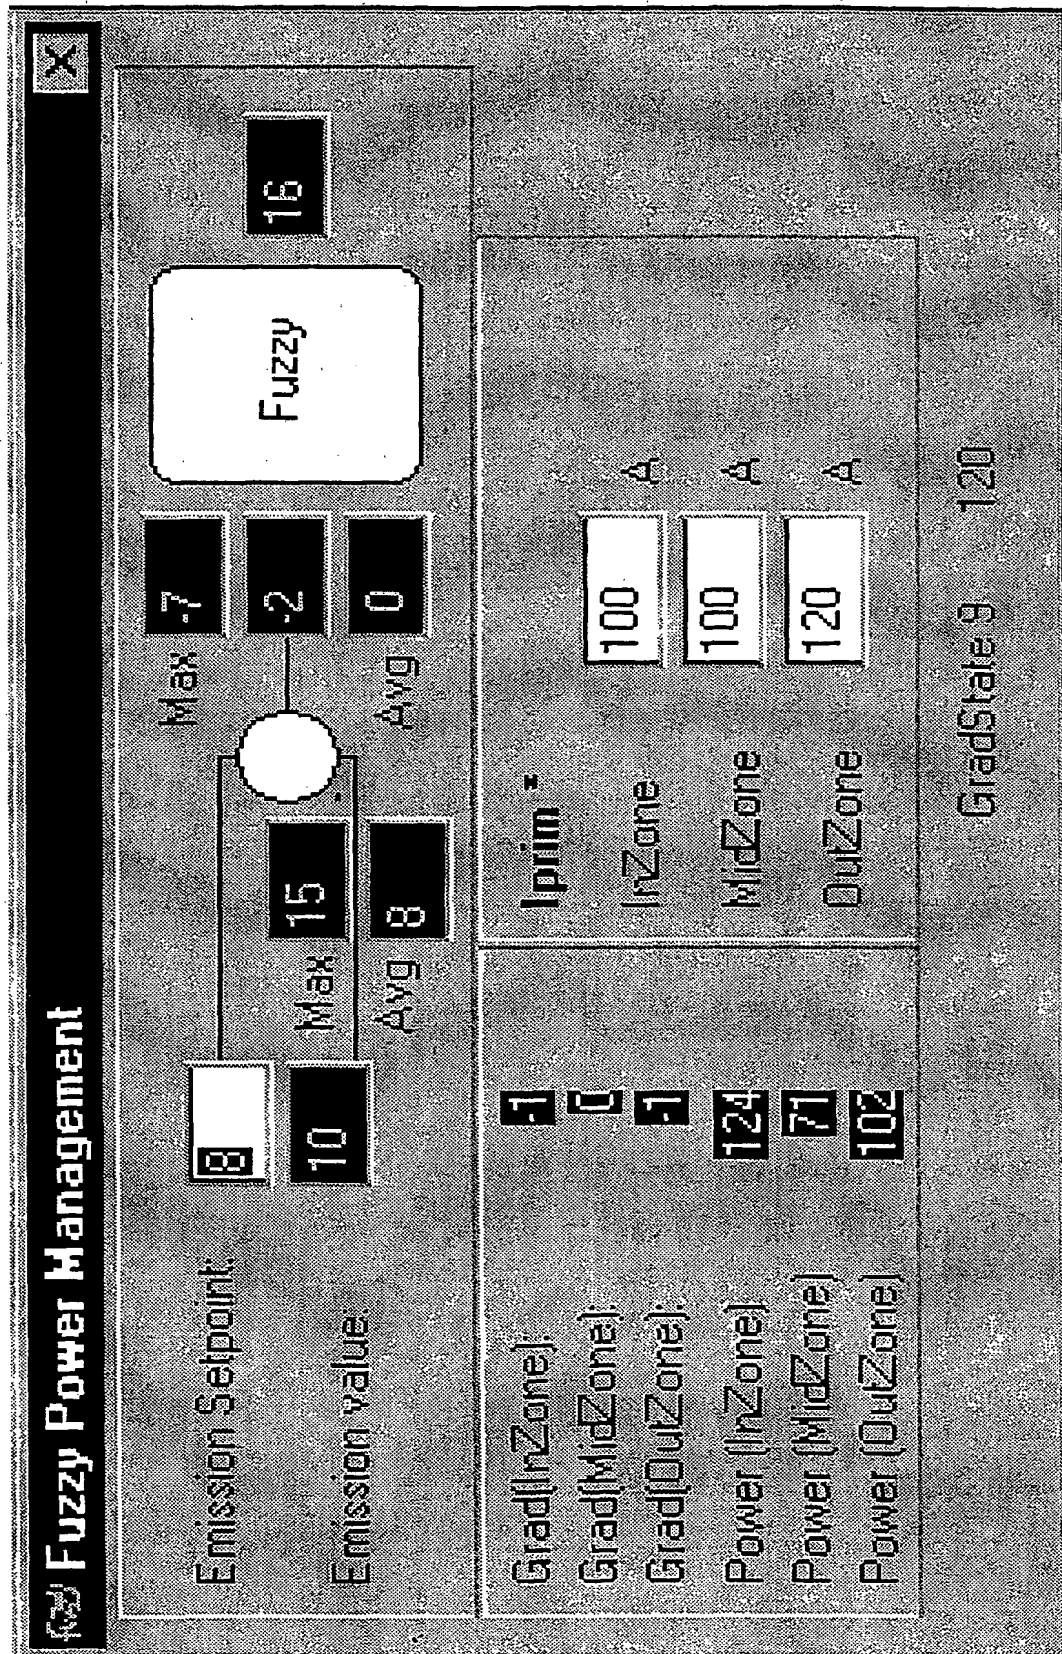 Fuzzy Power Management
X
Emission Setpoint: 8
Emission value: 10
Max 15
Avg 8
Max -7
-2
Avg 0
Fuzzy
16
Grad(InZone): -1
Grad(MidZone): 0
Grad(OutZone): -1
Power (InZone) 124
Power (MidZone) 71
Power (OutZone) 102
Iprim =
InZone 100 A
MidZone 100 A
OutZone 120 A
GradState 9 120